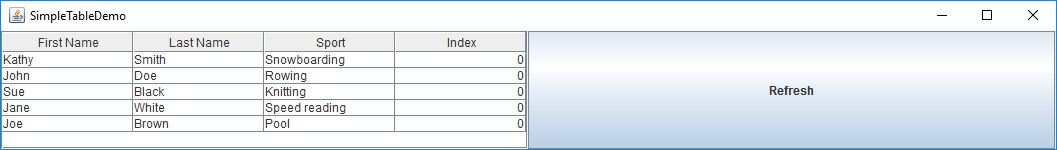 SimpleTableDemo
First Name Last Name Sport Index
Kathy Smith Snowboarding 0
John Doe Rowing 0
Sue Black Knitting 0
Jane White Speed reading 0
Joe Brown Pool 0
Refresh